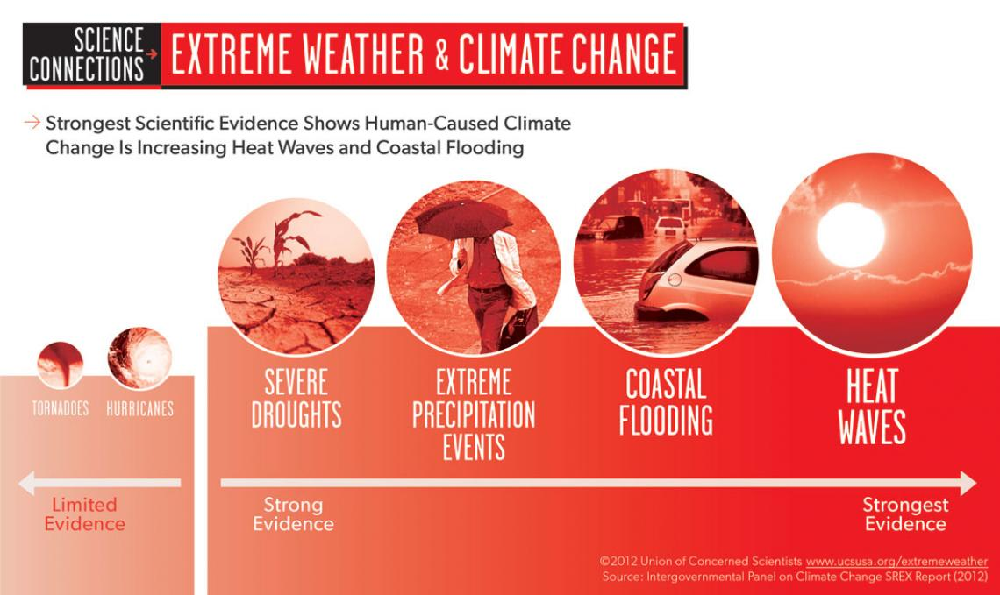 SCIENCE
CONNECTIONS
EXTREME WEATHER & CLIMATE CHANGE
Strongest Scientific Evidence Shows Human-Caused Climate
Change Is Increasing Heat Waves and Coastal Flooding
TORNADOES
HURRICANES
SEVERE
DROUGHTS
EXTREME
PRECIPITATION
EVENTS
COASTAL
FLOODING
HEAT
WAVES
Limited
Evidence
Strong
Evidence
Strongest
Evidence
©2012 Union of Concerned Scientists www.ucsusa.org/extremeweather
Source: Intergovernmental Panel on Climate Change SREX Report (2012)